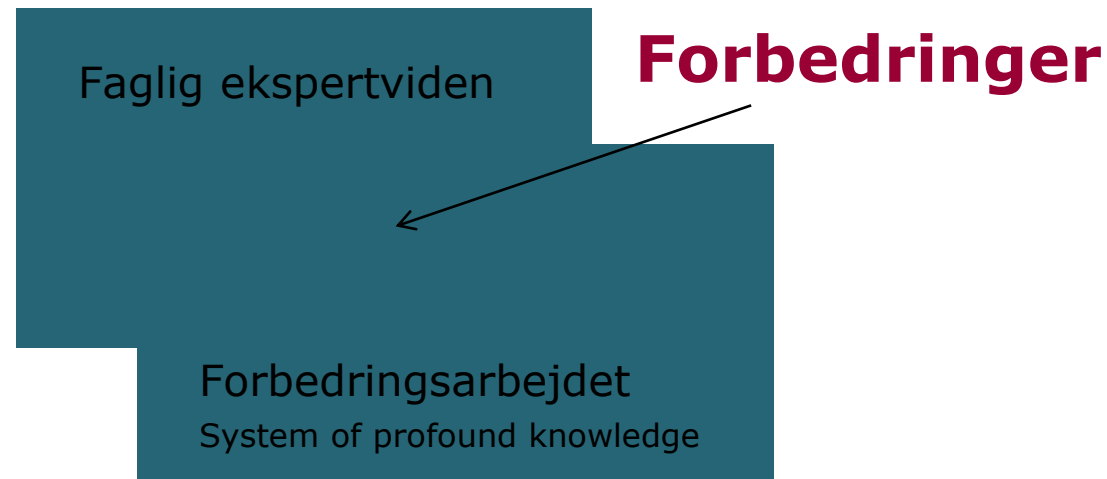 Forbedringer
Faglig ekspertviden
Forbedringsarbejdet
System of profound knowledge